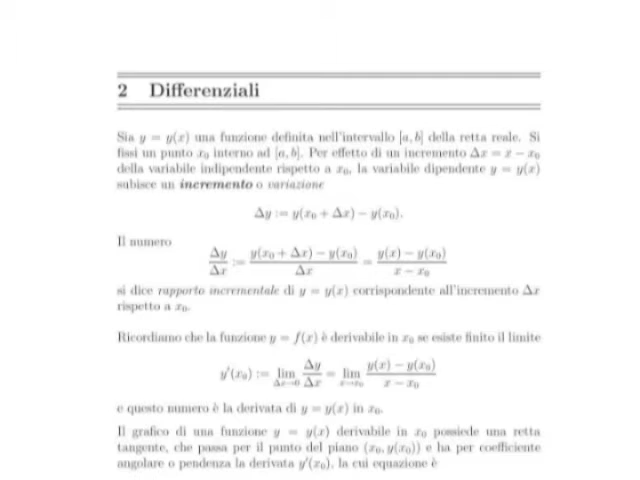 2 Differenziali
Sia y = y(x) una funzione definita nell'intervallo [a, b] della retta reale. Si
fissi un punto x₀ interno ad [a, b]. Per effetto di un incremento Δx = x − x₀
della variabile indipendente rispetto a x₀, la variabile dipendente y = y(x)
subisce un incremento o variazione
Δy := y(x₀ + Δx) − y(x₀).
Il numero
Δy/Δx := (y(x₀ + Δx) − y(x₀))/Δx = (y(x) − y(x₀))/(x − x₀)
si dice rapporto incrementale di y = y(x) corrispondente all'incremento Δx
rispetto a x₀.
Ricordiamo che la funzione y = f(x) è derivabile in x₀ se esiste finito il limite
y′(x₀) := lim_{Δx→0} Δy/Δx = lim_{x→x₀} (y(x) − y(x₀))/(x − x₀)
e questo numero è la derivata di y = y(x) in x₀.
Il grafico di una funzione y = y(x) derivabile in x₀ possiede una retta
tangente, che passa per il punto del piano (x₀, y(x₀)) e ha per coefficiente
angolare o pendenza la derivata y′(x₀), la cui equazione è